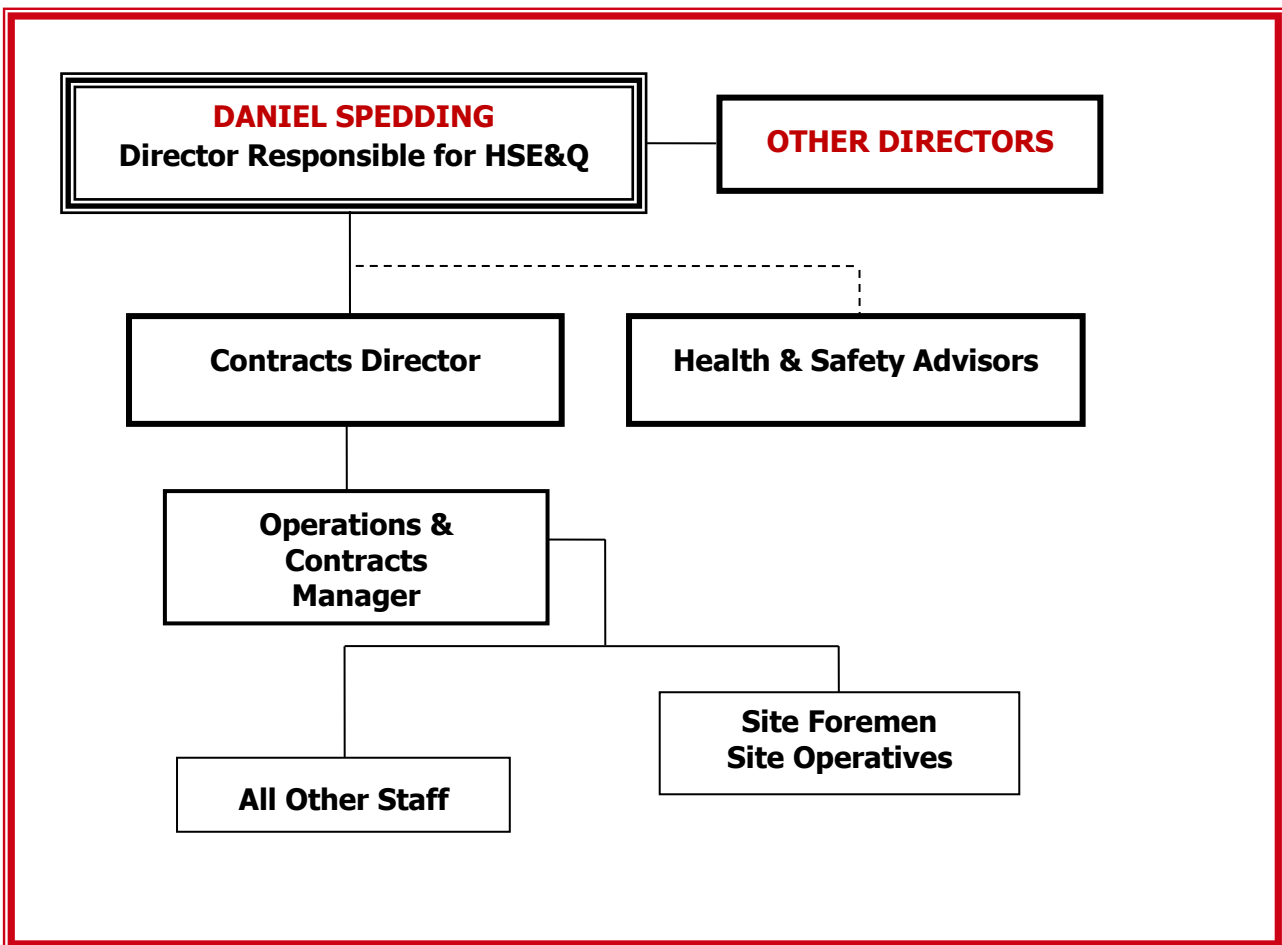 DANIEL SPEDDING
Director Responsible for HSE&Q
OTHER DIRECTORS
Contracts Director
Health & Safety Advisors
Operations &
Contracts
Manager
Site Foremen
Site Operatives
All Other Staff